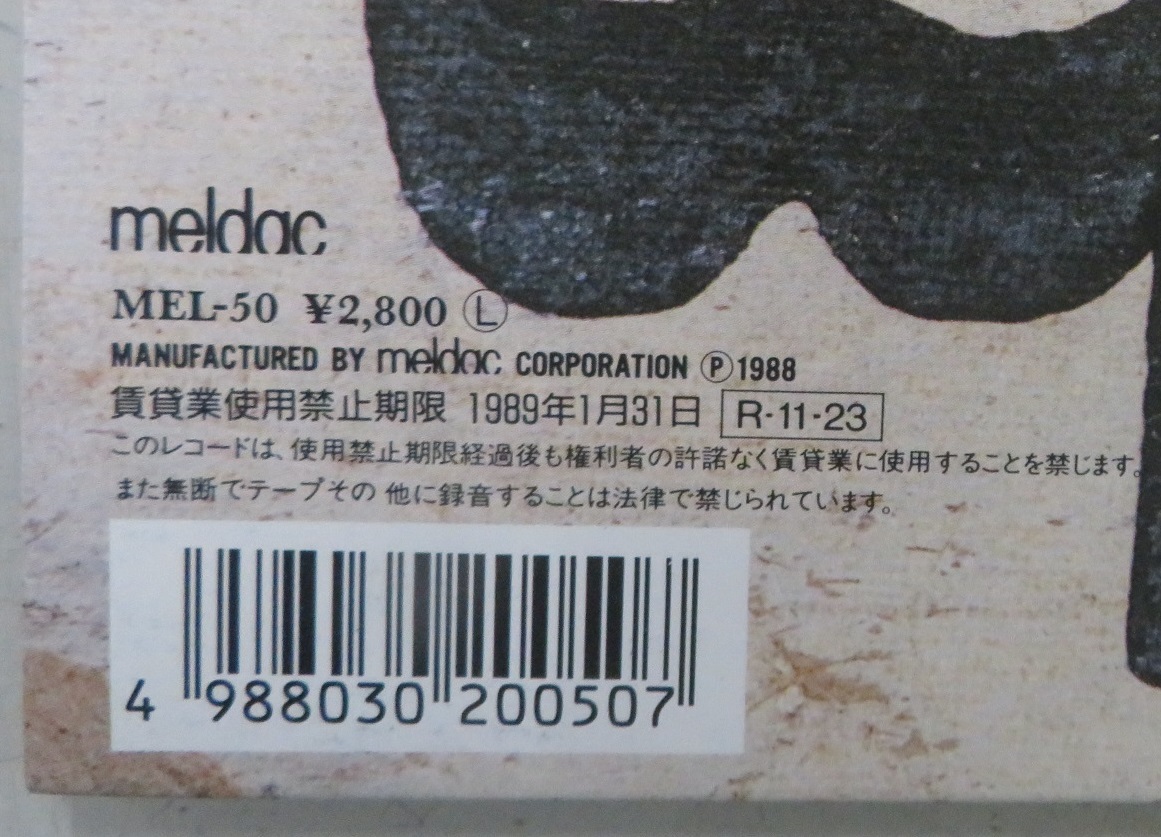 meldac
MEL-50 ¥2,800 Ⓛ
MANUFACTURED BY meldac CORPORATION Ⓟ1988
賃貸業使用禁止期限 1989年1月31日 R・11・23
このレコードは、使用禁止期限経過後も権利者の許諾なく賃貸業に使用することを禁じます。
また無断でテープその他に録音することは法律で禁じられています。
4 988030 200507